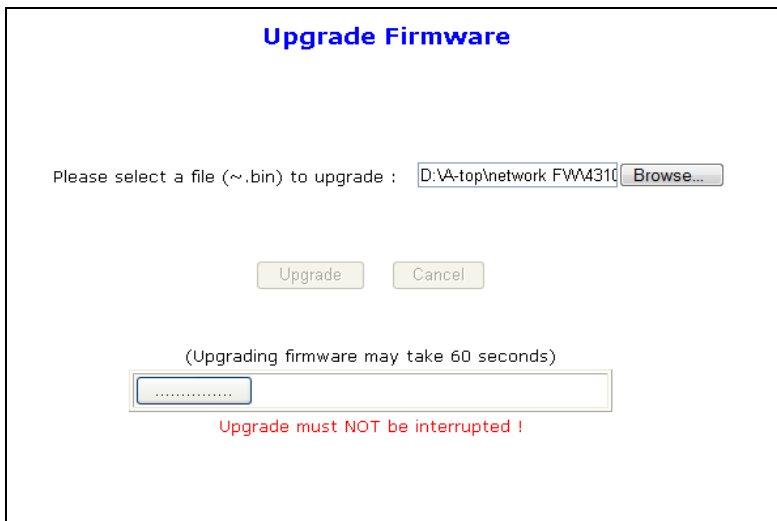 Upgrade Firmware
Please select a file (~.bin) to upgrade : D:\A-top\network FW\4310 Browse...
Upgrade Cancel
(Upgrading firmware may take 60 seconds)
...............
Upgrade must NOT be interrupted !